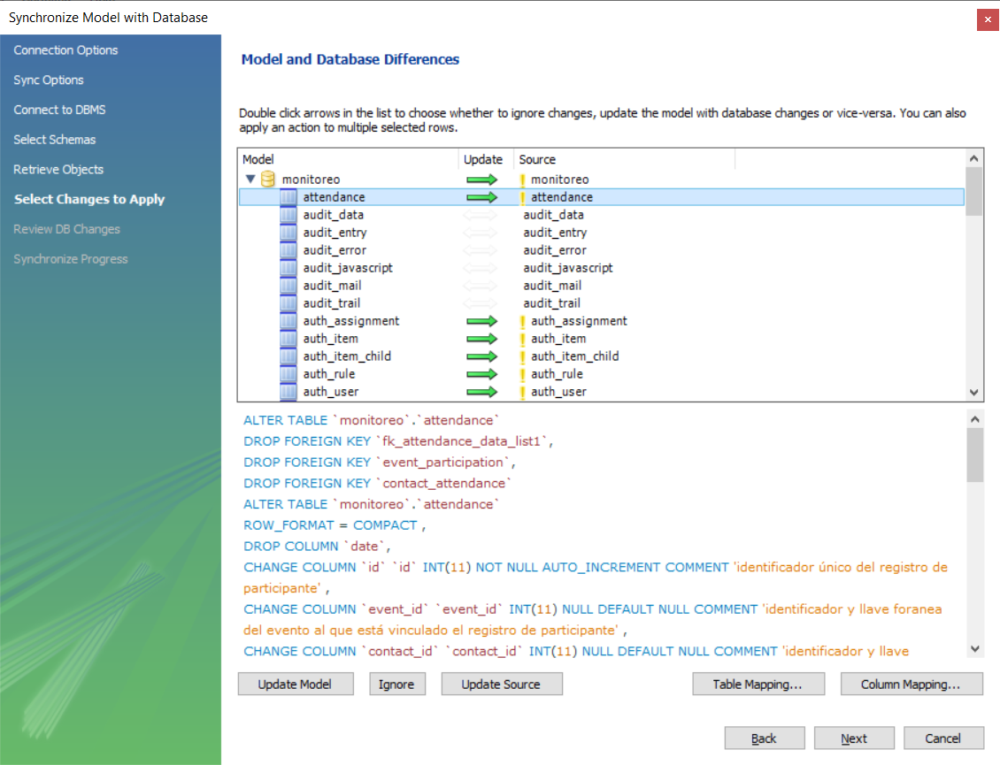 Synchronize Model with Database
Connection Options
Sync Options
Connect to DBMS
Select Schemas
Retrieve Objects
Select Changes to Apply
Review DB Changes
Synchronize Progress
Model and Database Differences
Double click arrows in the list to choose whether to ignore changes, update the model with database changes or vice-versa. You can also
apply an action to multiple selected rows.
Model Update Source
monitoreo monitoreo
attendance attendance
audit_data audit_data
audit_entry audit_entry
audit_error audit_error
audit_javascript audit_javascript
audit_mail audit_mail
audit_trail audit_trail
auth_assignment auth_assignment
auth_item auth_item
auth_item_child auth_item_child
auth_rule auth_rule
auth_user auth_user
ALTER TABLE `monitoreo`.`attendance`
DROP FOREIGN KEY `fk_attendance_data_list1`,
DROP FOREIGN KEY `event_participation`,
DROP FOREIGN KEY `contact_attendance`
ALTER TABLE `monitoreo`.`attendance`
ROW_FORMAT = COMPACT ,
DROP COLUMN `date`,
CHANGE COLUMN `id` `id` INT(11) NOT NULL AUTO_INCREMENT COMMENT 'identificador único del registro de
participante' ,
CHANGE COLUMN `event_id` `event_id` INT(11) NULL DEFAULT NULL COMMENT 'identificador y llave foranea
del evento al que está vinculado el registro de participante' ,
CHANGE COLUMN `contact_id` `contact_id` INT(11) NULL DEFAULT NULL COMMENT 'identificador y llave
Update Model Ignore Update Source Table Mapping... Column Mapping...
Back Next Cancel